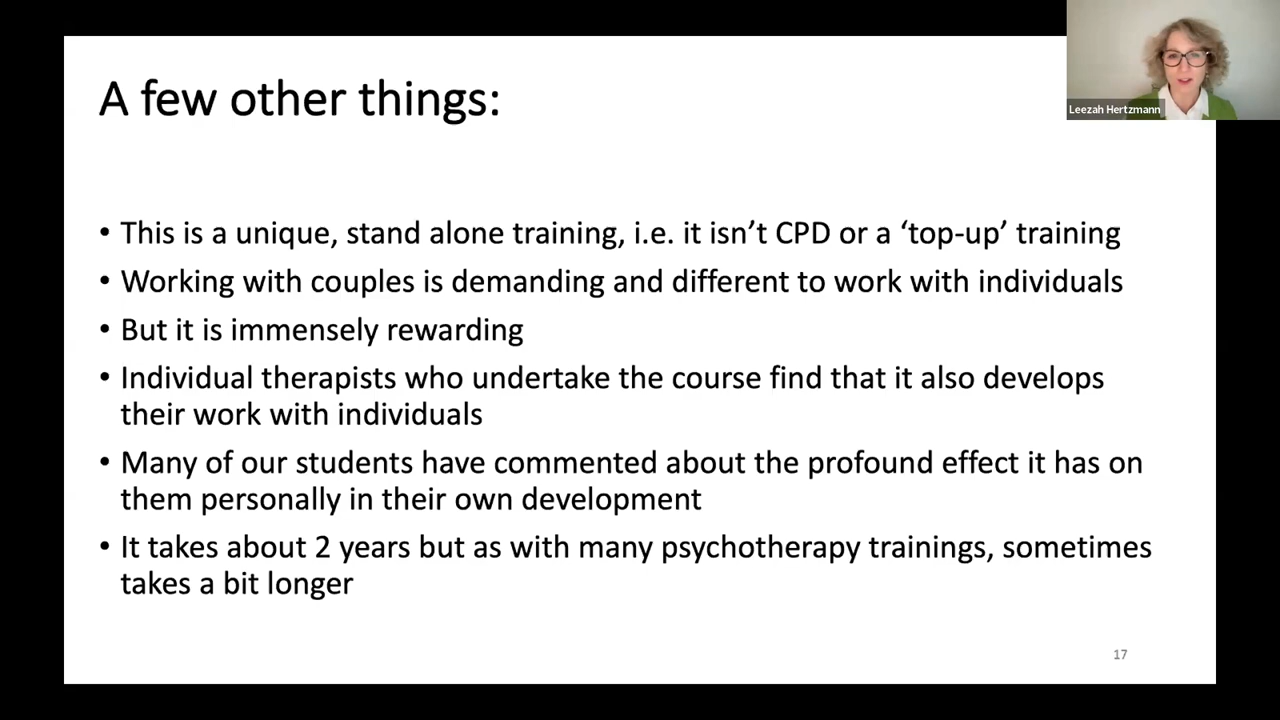 A few other things:
Leezah Hertzmann
• This is a unique, stand alone training, i.e. it isn’t CPD or a ‘top-up’ training
• Working with couples is demanding and different to work with individuals
• But it is immensely rewarding
• Individual therapists who undertake the course find that it also develops
their work with individuals
• Many of our students have commented about the profound effect it has on
them personally in their own development
• It takes about 2 years but as with many psychotherapy trainings, sometimes
takes a bit longer
17